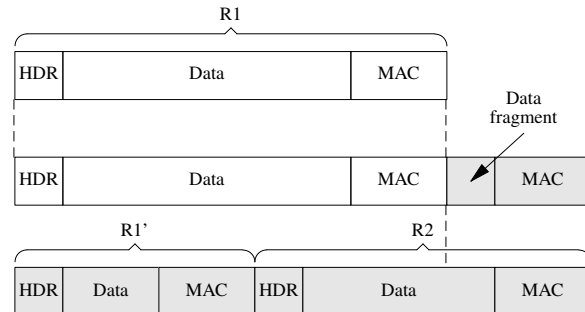 R1
HDR Data MAC
Data
fragment
HDR Data MAC MAC
R1’ R2
HDR Data MAC HDR Data MAC